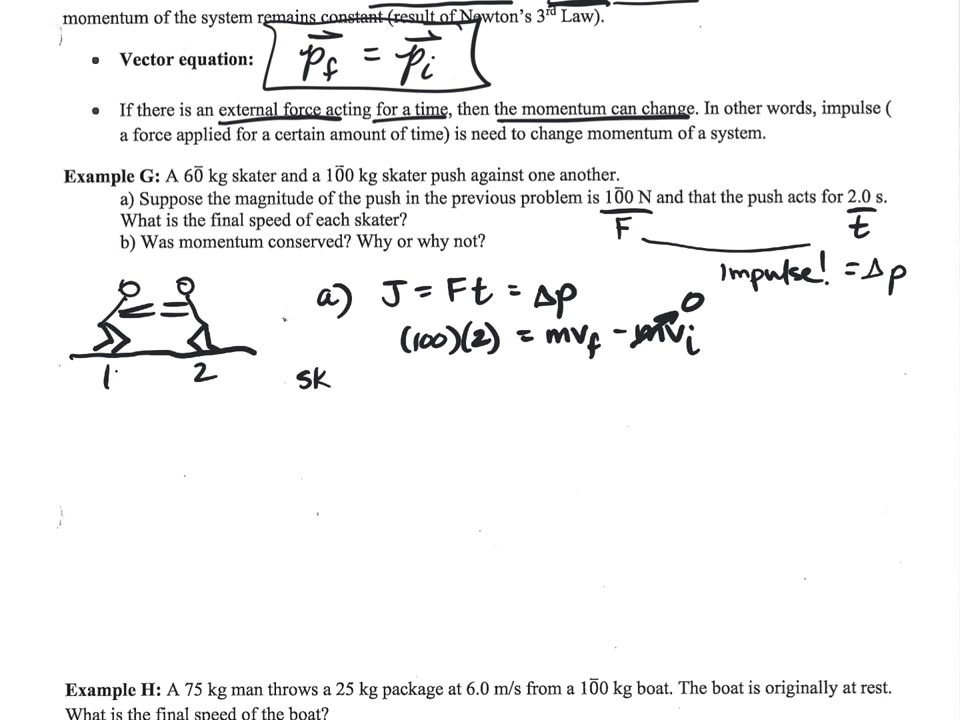 momentum of the system remains constant (result of Newton's 3rd Law).
• Vector equation: p⃗f = p⃗i
• If there is an external force acting for a time, then the momentum can change. In other words, impulse (
a force applied for a certain amount of time) is need to change momentum of a system.
Example G: A 60̄ kg skater and a 10̄0 kg skater push against one another.
a) Suppose the magnitude of the push in the previous problem is 10̄0 N and that the push acts for 2.0 s.
What is the final speed of each skater?
F t
b) Was momentum conserved? Why or why not?
Impulse! = Δp
a) J = Ft = Δp
0
(100)(2) = mvf - mvi
1 2 SK
Example H: A 75 kg man throws a 25 kg package at 6.0 m/s from a 10̄0 kg boat. The boat is originally at rest.
What is the final speed of the boat?